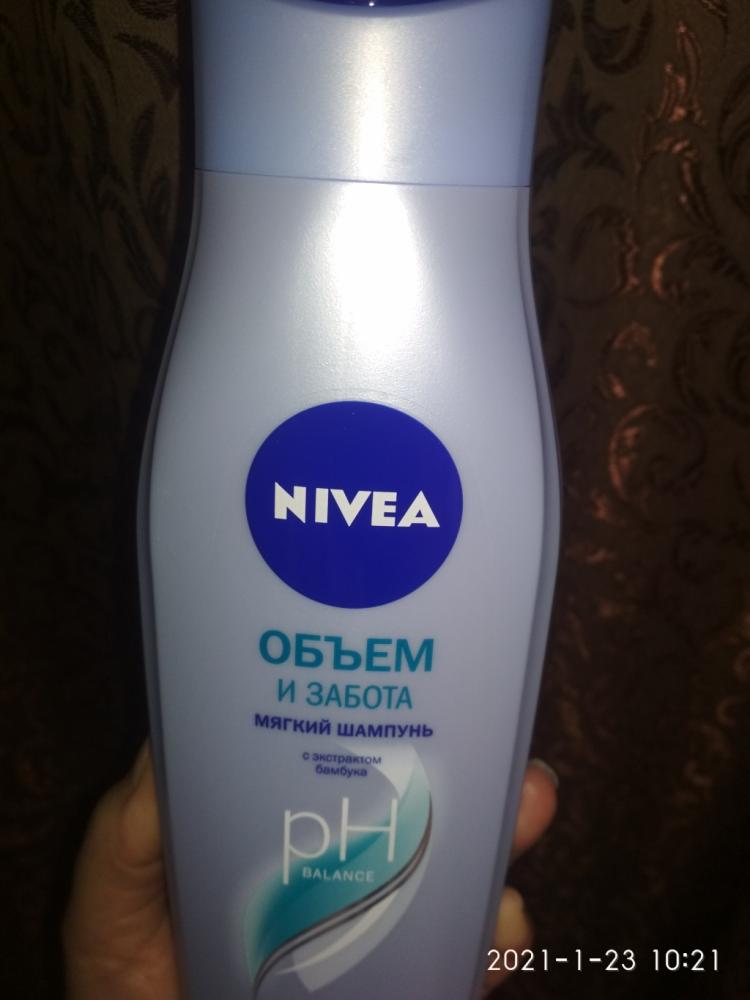 NIVEA
ОБЪЕМ
И ЗАБОТА
МЯГКИЙ ШАМПУНЬ
с экстрактом
бамбука
pH
BALANCE
2021-1-23 10:21